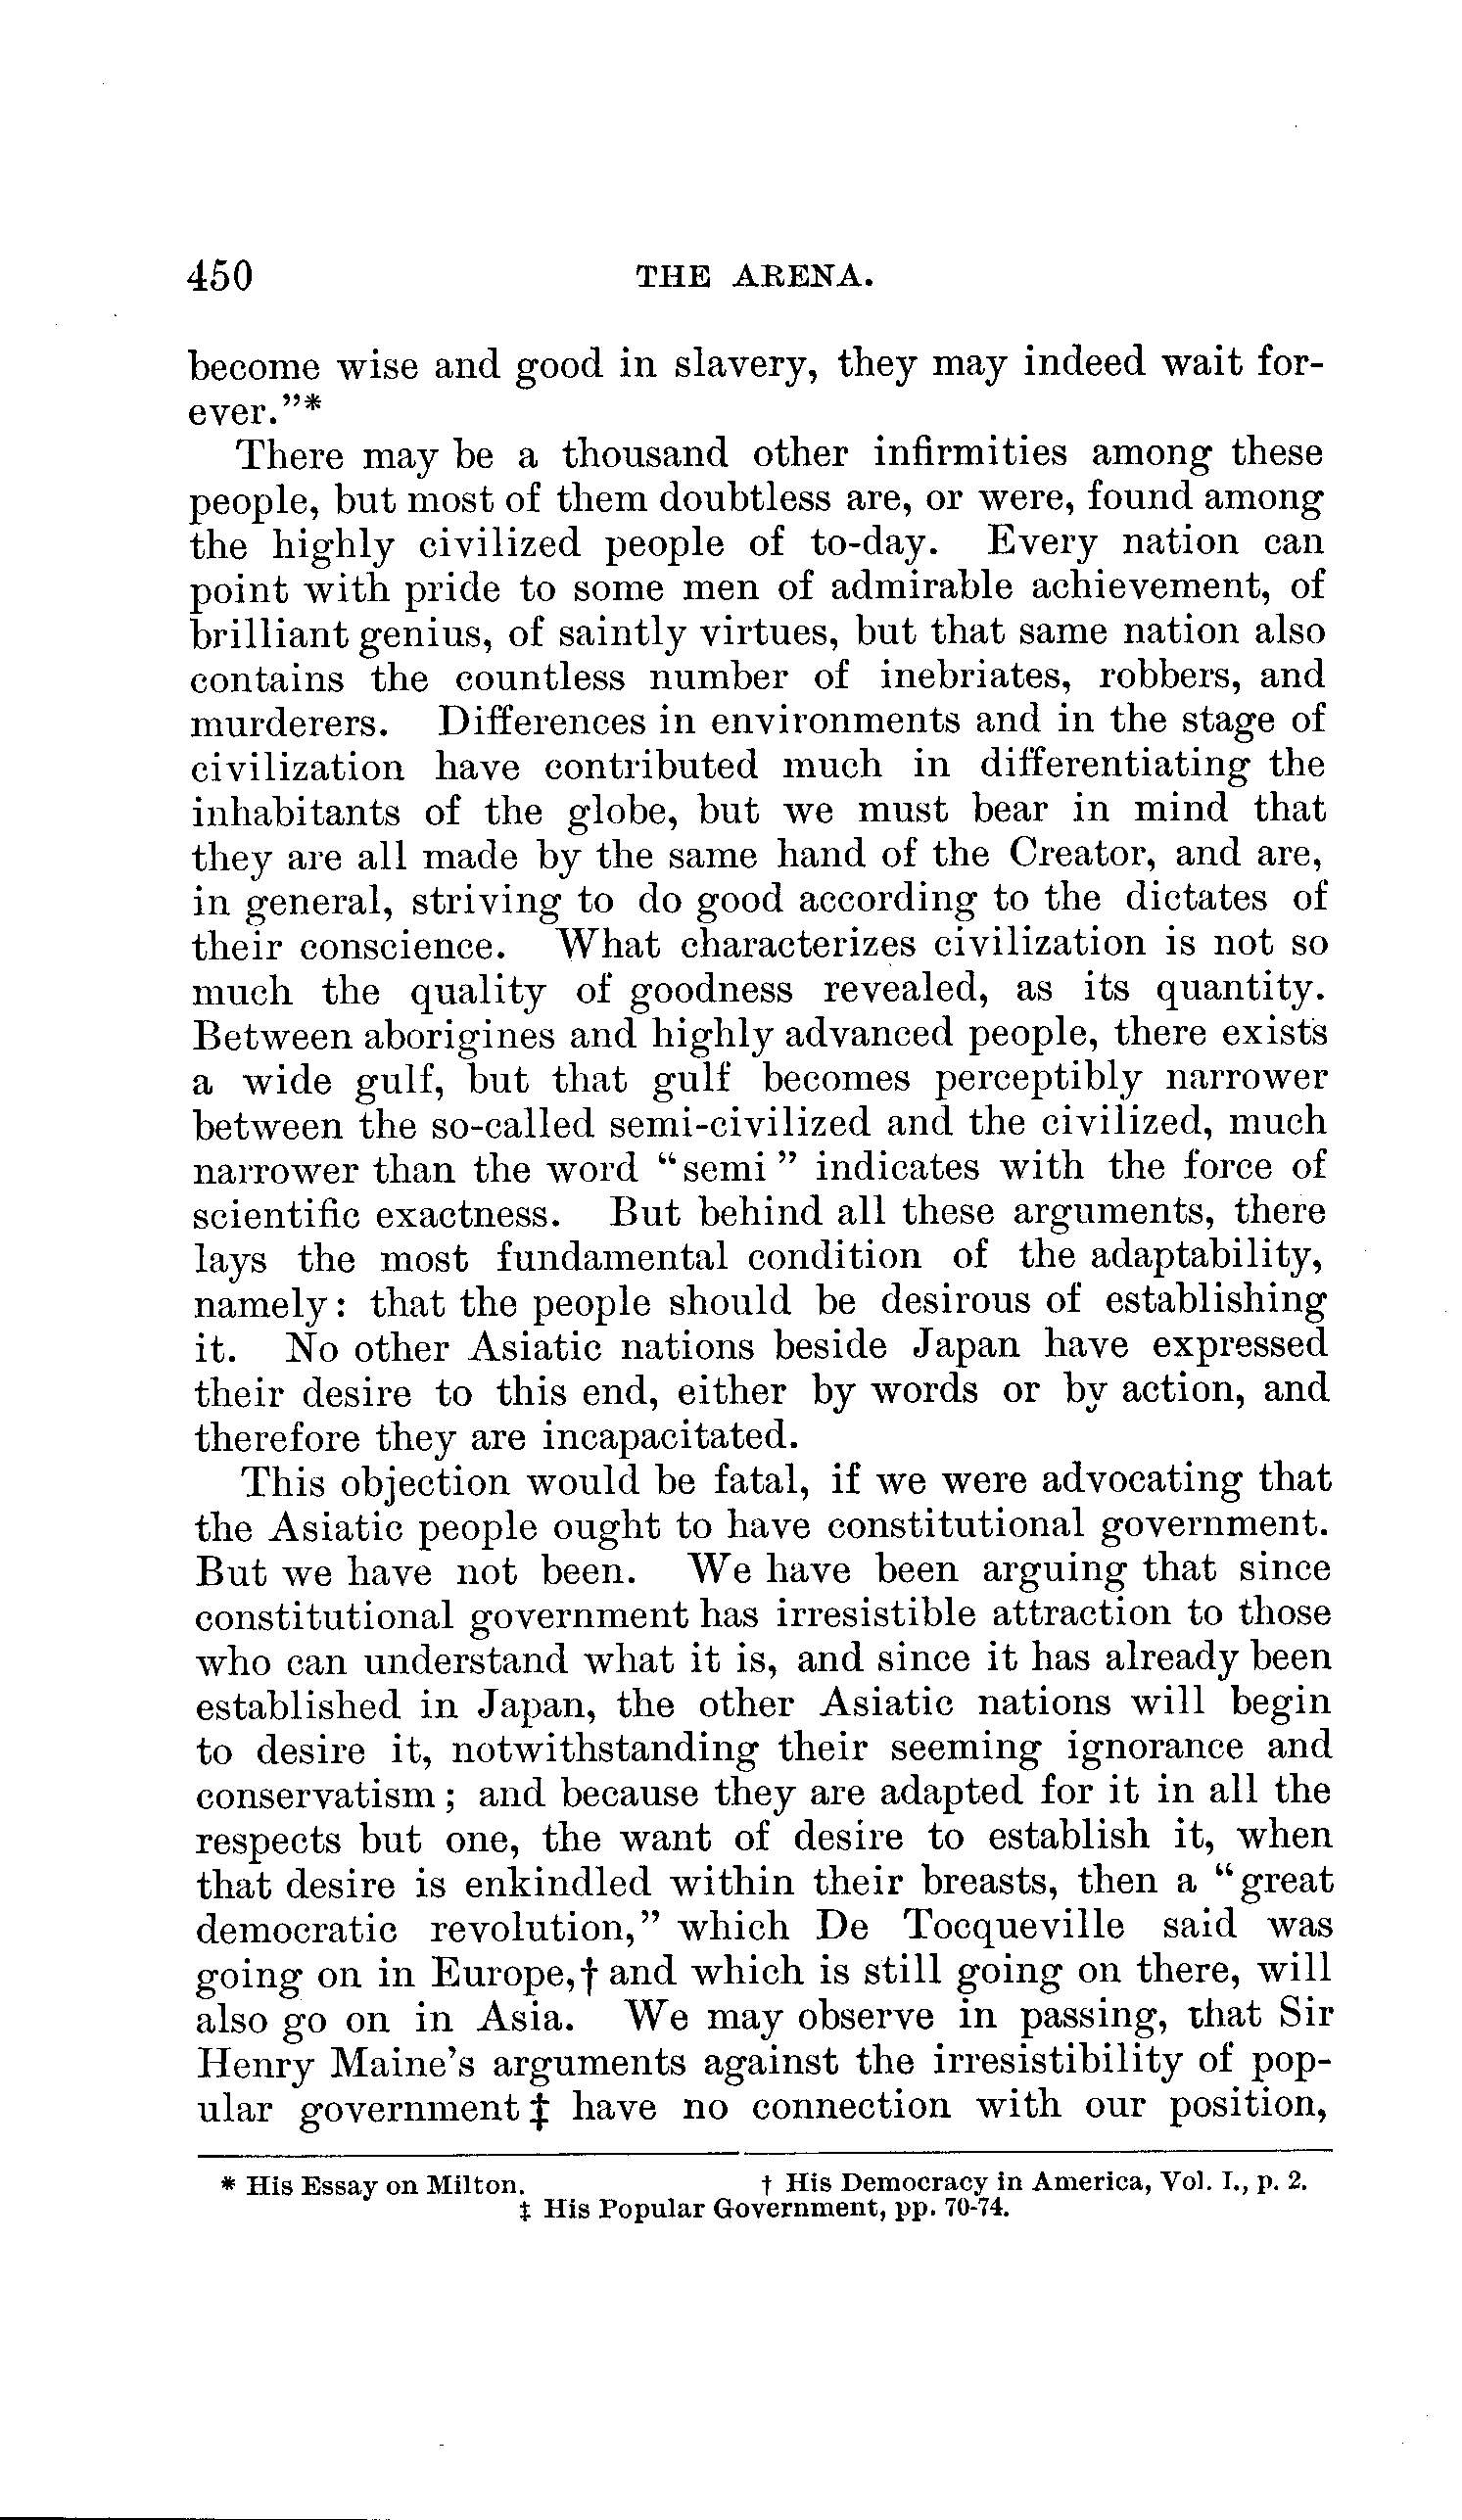 450 THE ARENA.
become wise and good in slavery, they may indeed wait for-
ever."*
There may be a thousand other infirmities among these
people, but most of them doubtless are, or were, found among
the highly civilized people of to-day. Every nation can
point with pride to some men of admirable achievement, of
brilliant genius, of saintly virtues, but that same nation also
contains the countless number of inebriates, robbers, and
murderers. Differences in environments and in the stage of
civilization have contributed much in differentiating the
inhabitants of the globe, but we must bear in mind that
they are all made by the same hand of the Creator, and are,
in general, striving to do good according to the dictates of
their conscience. What characterizes civilization is not so
much the quality of goodness revealed, as its quantity.
Between aborigines and highly advanced people, there exists
a wide gulf, but that gulf becomes perceptibly narrower
between the so-called semi-civilized and the civilized, much
narrower than the word "semi" indicates with the force of
scientific exactness. But behind all these arguments, there
lays the most fundamental condition of the adaptability,
namely: that the people should be desirous of establishing
it. No other Asiatic nations beside Japan have expressed
their desire to this end, either by words or by action, and
therefore they are incapacitated.
This objection would be fatal, if we were advocating that
the Asiatic people ought to have constitutional government.
But we have not been. We have been arguing that since
constitutional government has irresistible attraction to those
who can understand what it is, and since it has already been
established in Japan, the other Asiatic nations will begin
to desire it, notwithstanding their seeming ignorance and
conservatism; and because they are adapted for it in all the
respects but one, the want of desire to establish it, when
that desire is enkindled within their breasts, then a "great
democratic revolution," which De Tocqueville said was
going on in Europe,† and which is still going on there, will
also go on in Asia. We may observe in passing, that Sir
Henry Maine's arguments against the irresistibility of pop-
ular government ‡ have no connection with our position,
* His Essay on Milton. † His Democracy in America, Vol. I., p. 2.
‡ His Popular Government, pp. 70-74.